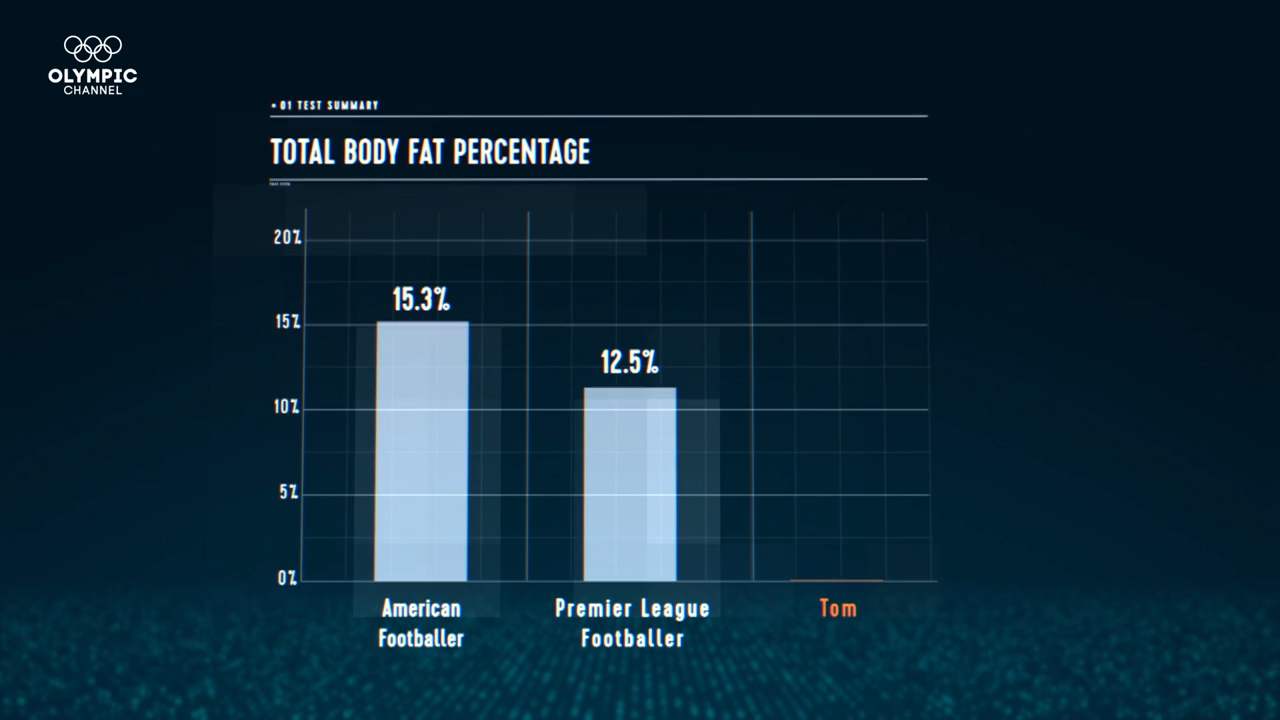 OLYMPIC
CHANNEL
01 TEST SUMMARY
TOTAL BODY FAT PERCENTAGE
20%
15.3%
15%
12.5%
10%
5%
0%
American Footballer
Premier League Footballer
Tom